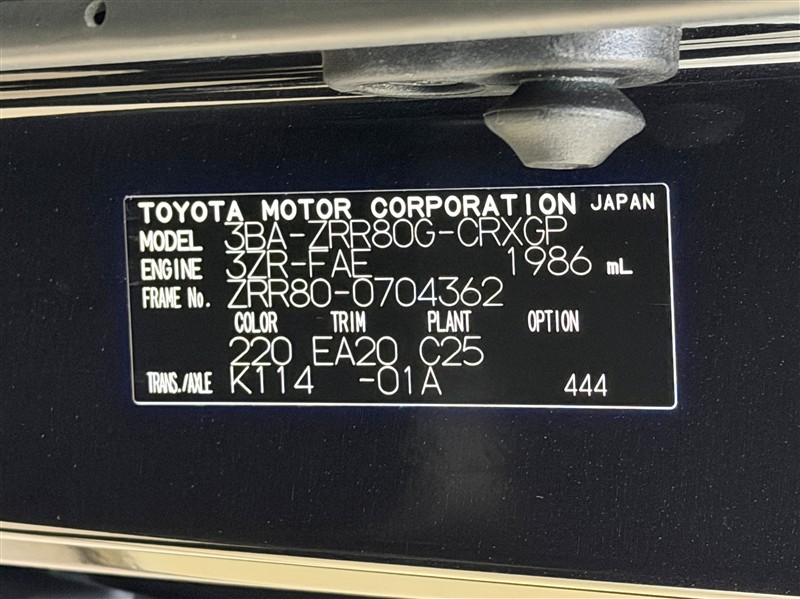 TOYOTA MOTOR CORPORATION JAPAN
MODEL 3BA-ZRR80G-CRXGP
ENGINE 3ZR-FAE 1986 mL
FRAME No. ZRR80-0704362
COLOR TRIM PLANT OPTION
220 EA20 C25
TRANS./AXLE K114 -01A 444